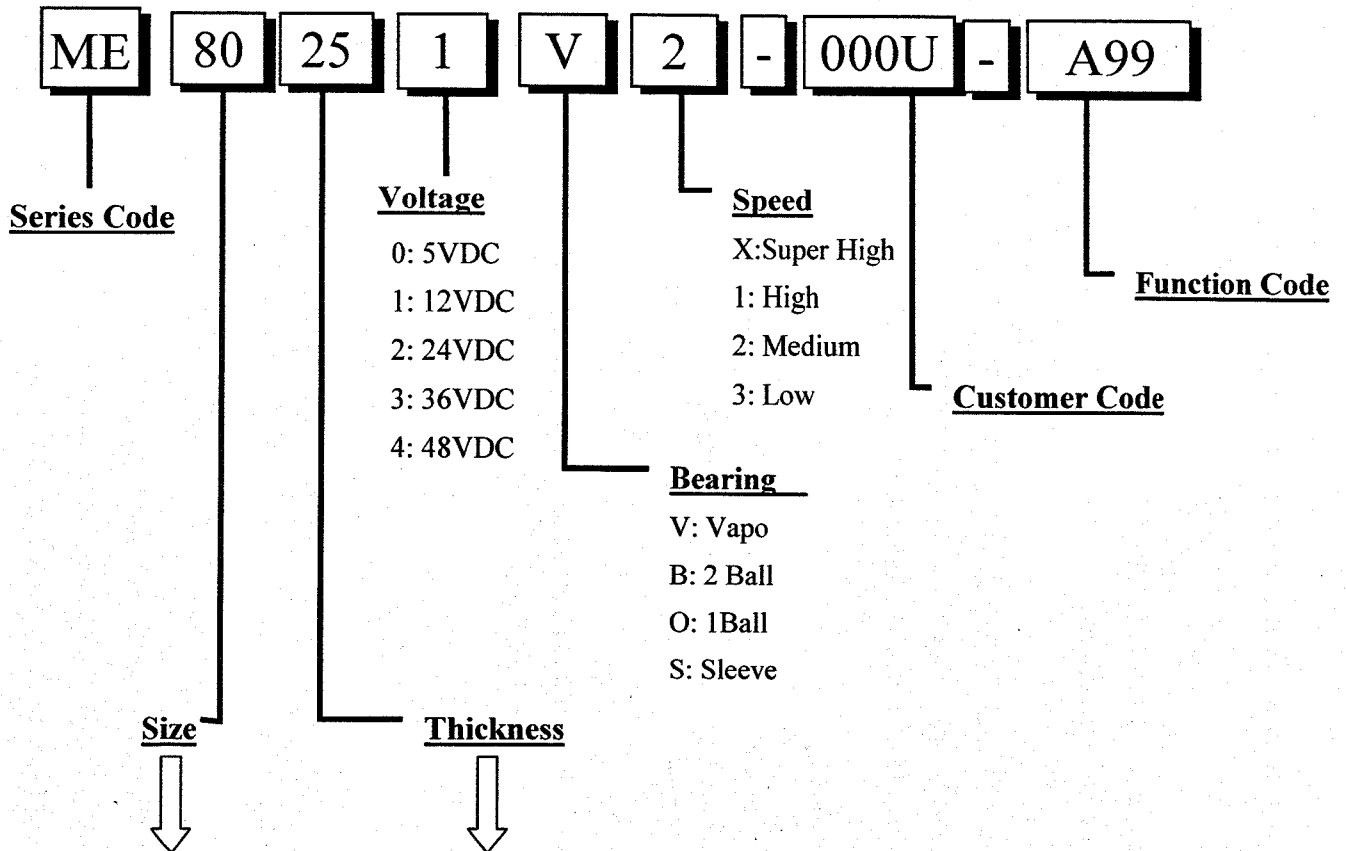 ME 80 25 1 V 2 - 000U - A99
Series Code
Voltage
0: 5VDC
1: 12VDC
2: 24VDC
3: 36VDC
4: 48VDC
Speed
X:Super High
1: High
2: Medium
3: Low
Function Code
Customer Code
Bearing
V: Vapo
B: 2 Ball
O: 1Ball
S: Sleeve
Size
Thickness